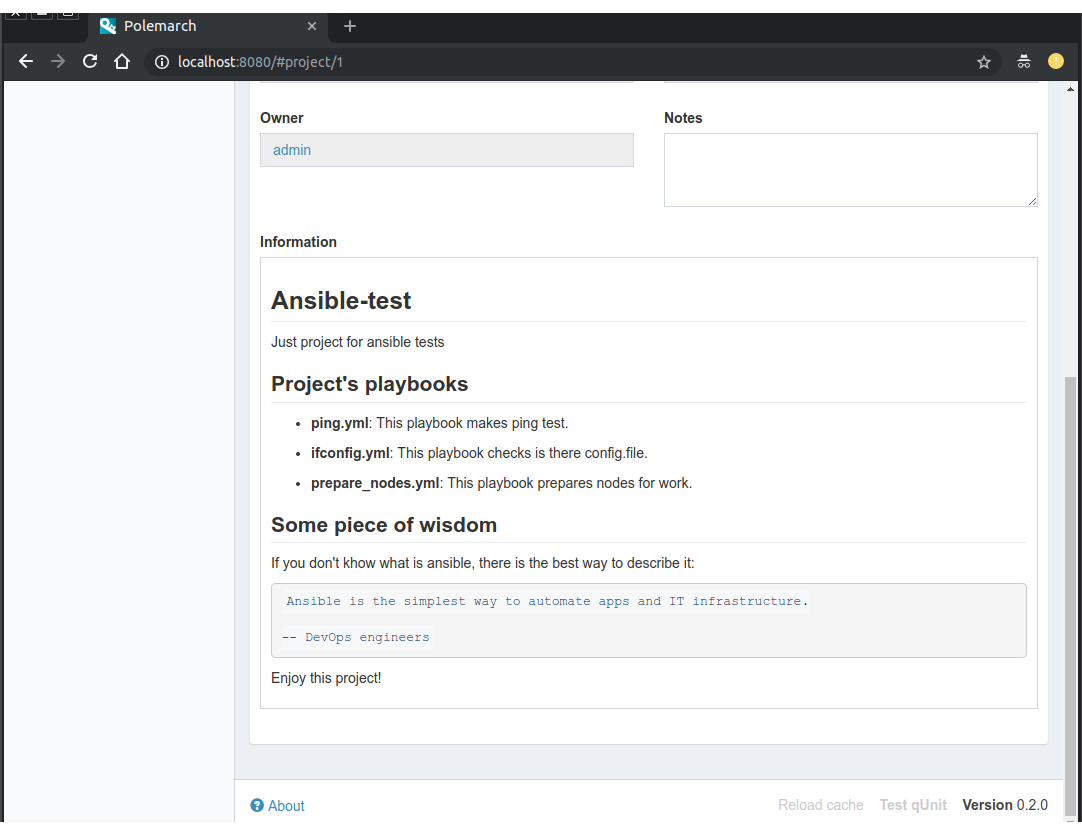 Polemarch
localhost:8080/#project/1
Owner Notes
admin
Information
Ansible-test
Just project for ansible tests
Project's playbooks
• ping.yml: This playbook makes ping test.
• ifconfig.yml: This playbook checks is there config.file.
• prepare_nodes.yml: This playbook prepares nodes for work.
Some piece of wisdom
If you don't khow what is ansible, there is the best way to describe it:
Ansible is the simplest way to automate apps and IT infrastructure.
-- DevOps engineers
Enjoy this project!
About Reload cache Test qUnit Version 0.2.0